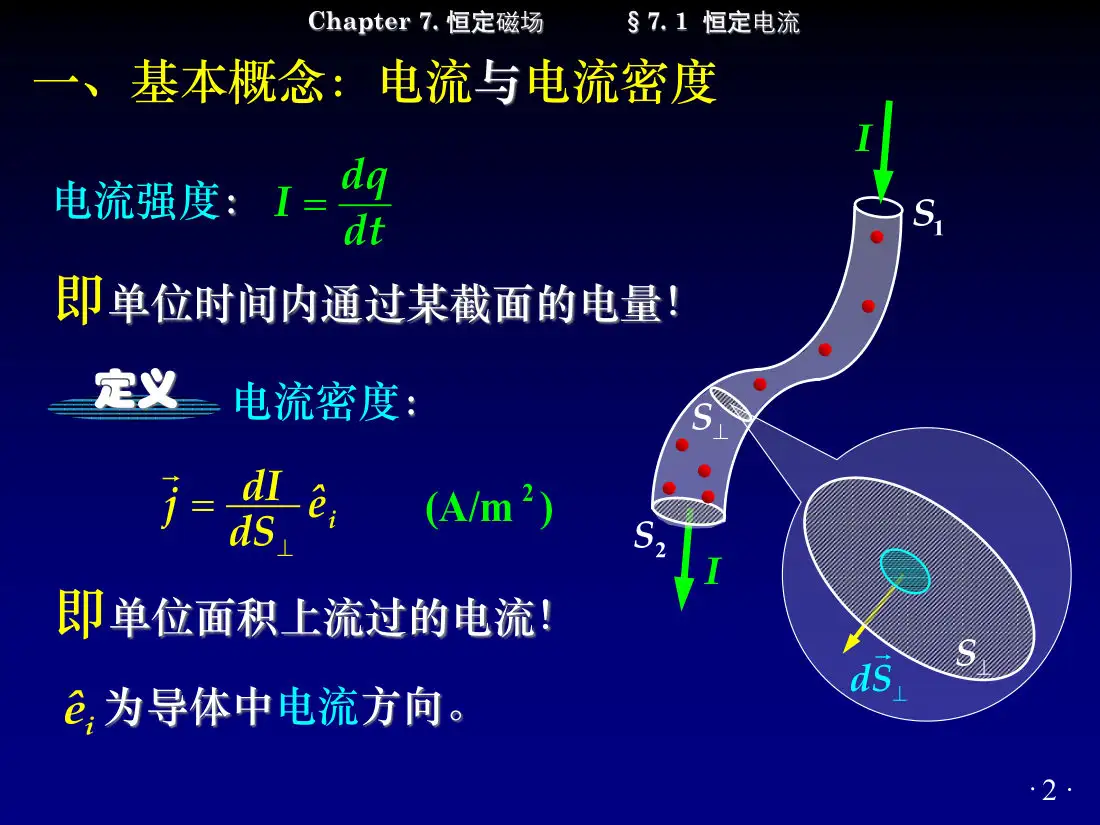 Chapter 7. 恒定磁场 § 7. 1 恒定电流
一、基本概念：电流与电流密度
电流强度： I = dq/dt
即单位时间内通过某截面的电量！
定义 电流密度：
j⃗ = dI/dS⊥ ê_i (A/m²)
即单位面积上流过的电流！
ê_i 为导体中电流方向。
I
S₁
S⊥
S₂
I
S⊥
dS⃗⊥
·2·